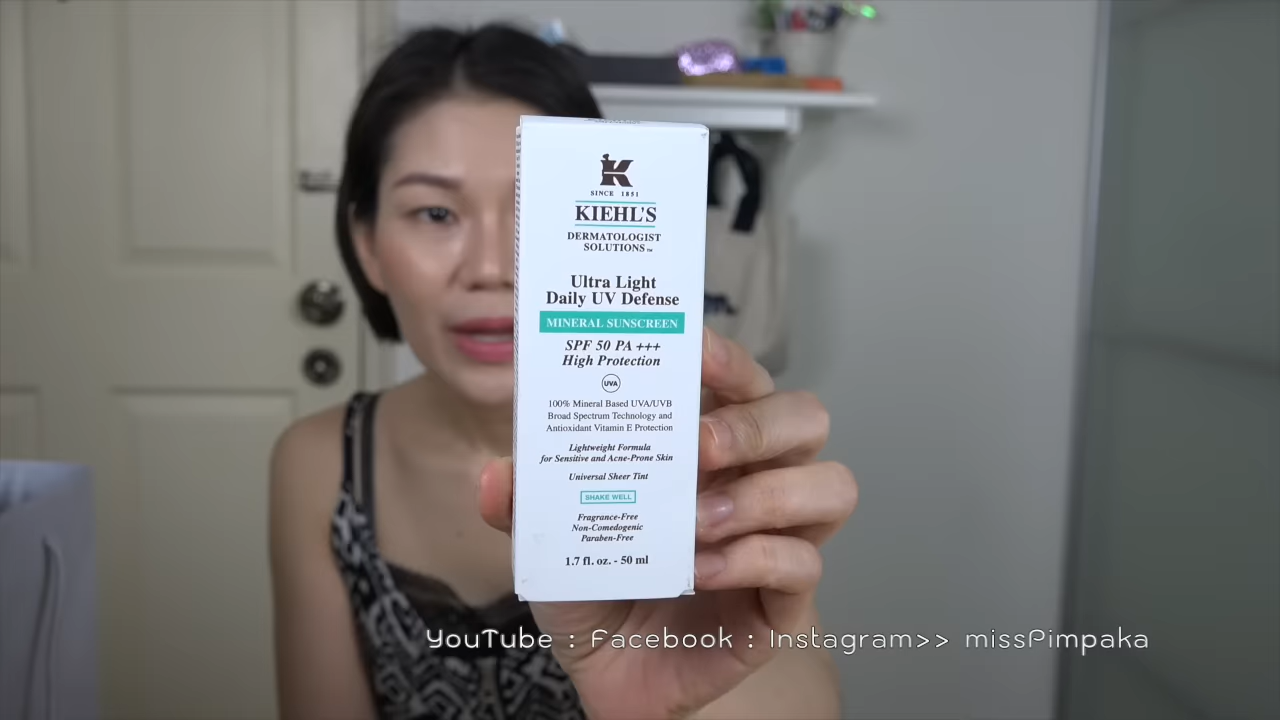 K
SINCE 1851
KIEHL'S
DERMATOLOGIST
SOLUTIONS™
Ultra Light
Daily UV Defense
MINERAL SUNSCREEN
SPF 50 PA +++
High Protection
UVA
100% Mineral Based UVA/UVB
Broad Spectrum Technology and
Antioxidant Vitamin E Protection
Lightweight Formula
for Sensitive and Acne-Prone Skin
Universal Sheer Tint
SHAKE WELL
Fragrance-Free
Non-Comedogenic
Paraben-Free
1.7 fl. oz. - 50 ml
YouTube : Facebook : Instagram>> missPimpaka